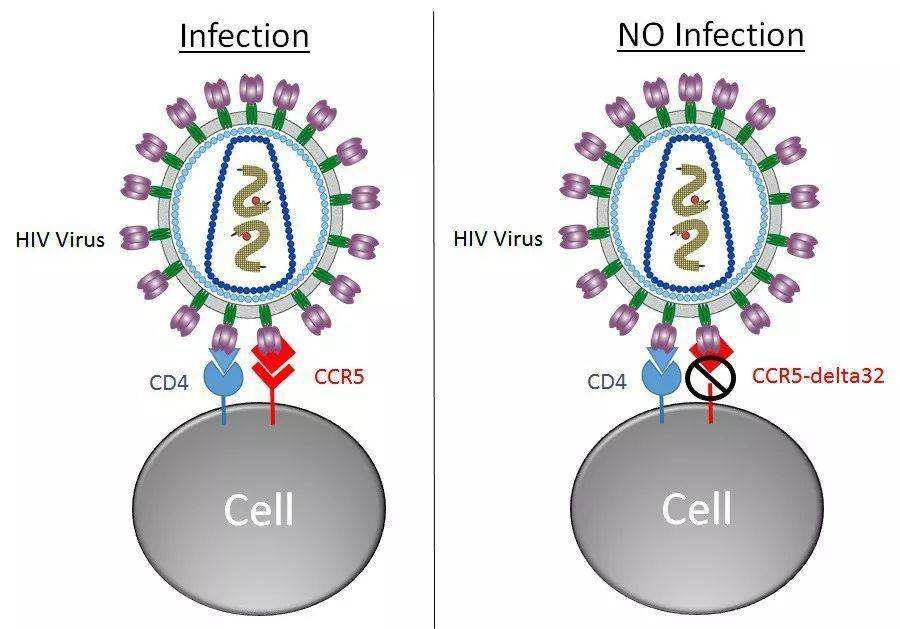 Infection
HIV Virus
CD4
CCR5
Cell
NO Infection
HIV Virus
CD4
CCR5-delta32
Cell